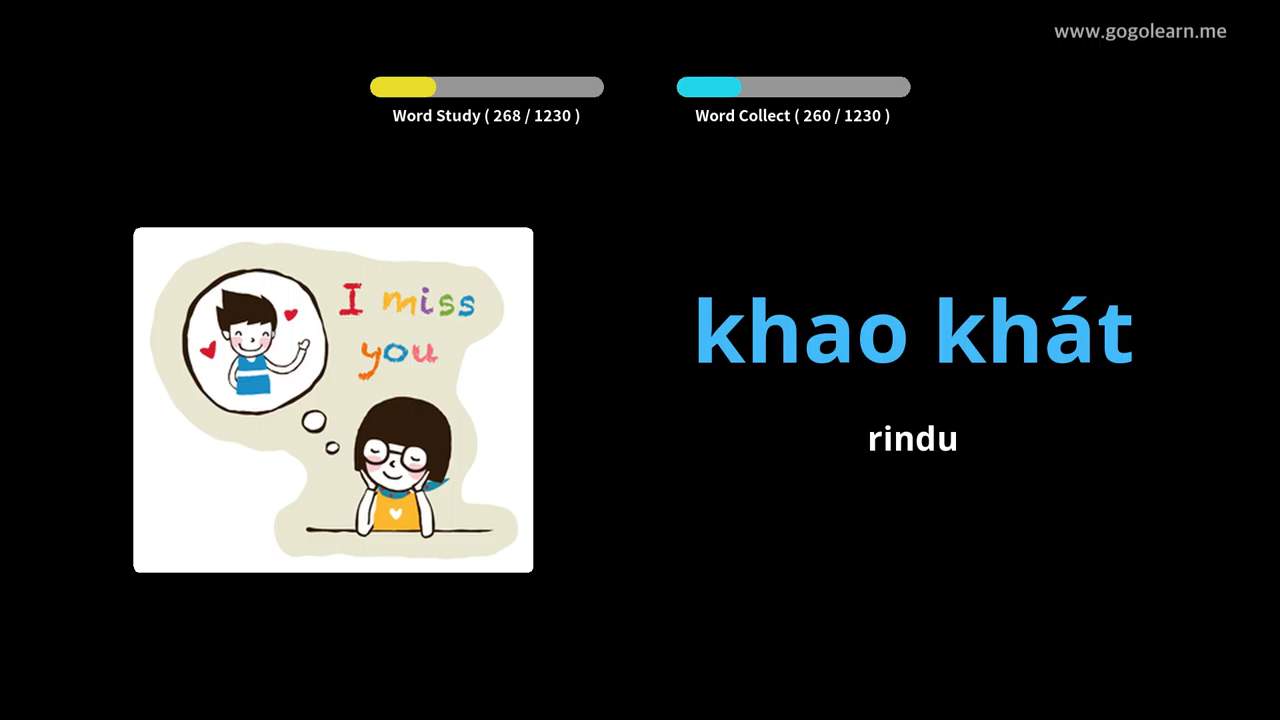 www.gogolearn.me
Word Study ( 268 / 1230 )
Word Collect ( 260 / 1230 )
I miss
you
khao khát
rindu